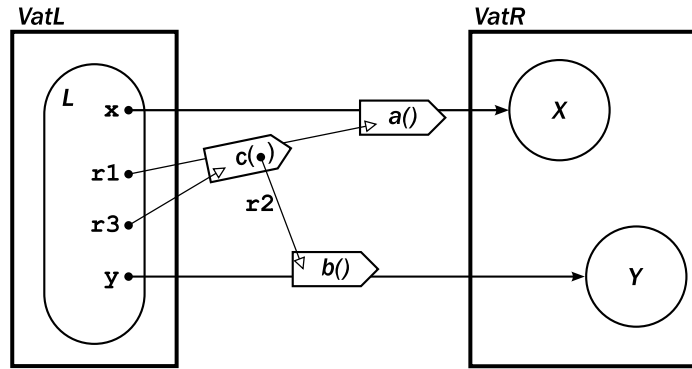 VatL
VatR
L
x
a()
X
r1
c( )
r3
r2
y
b()
Y